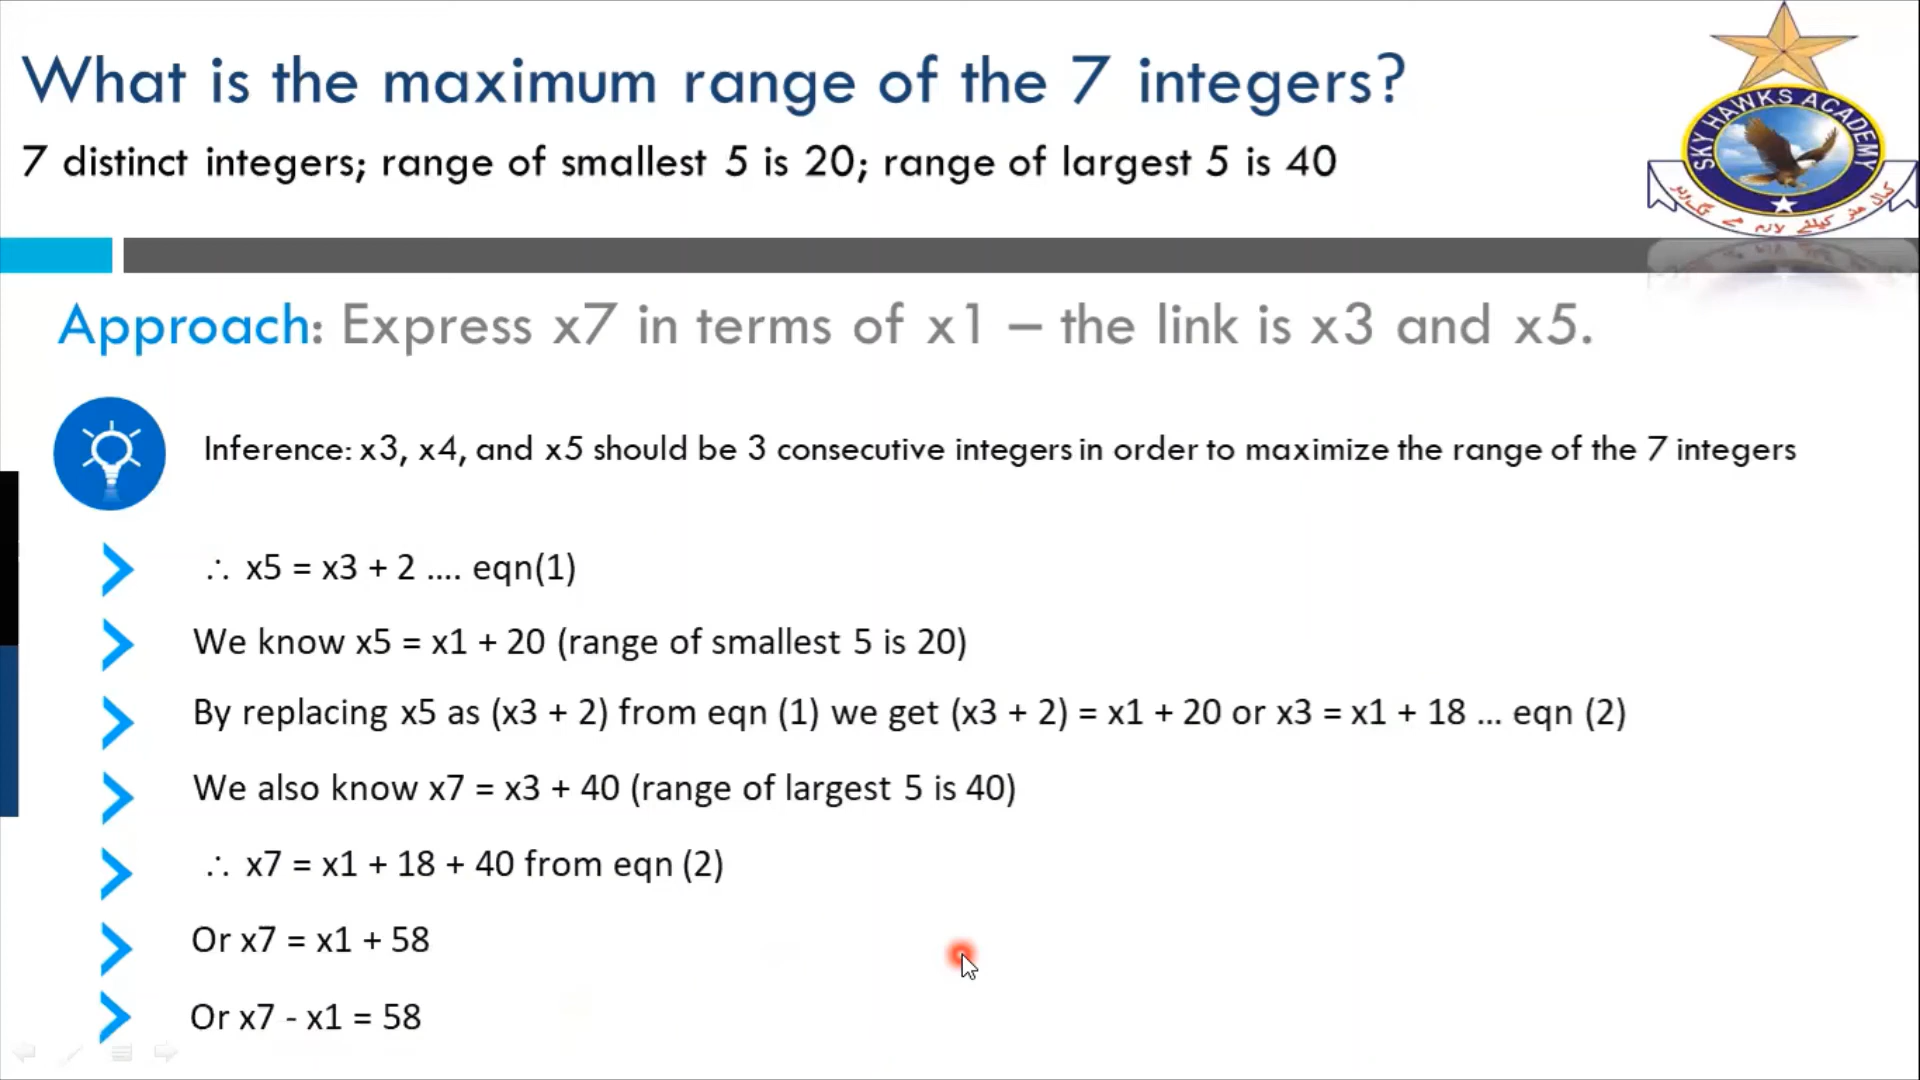 What is the maximum range of the 7 integers?
7 distinct integers; range of smallest 5 is 20; range of largest 5 is 40
SKY HAWKS ACADEMY
Approach: Express x7 in terms of x1 – the link is x3 and x5.
Inference: x3, x4, and x5 should be 3 consecutive integers in order to maximize the range of the 7 integers
∴ x5 = x3 + 2 .... eqn(1)
We know x5 = x1 + 20 (range of smallest 5 is 20)
By replacing x5 as (x3 + 2) from eqn (1) we get (x3 + 2) = x1 + 20 or x3 = x1 + 18 ... eqn (2)
We also know x7 = x3 + 40 (range of largest 5 is 40)
∴ x7 = x1 + 18 + 40 from eqn (2)
Or x7 = x1 + 58
Or x7 - x1 = 58